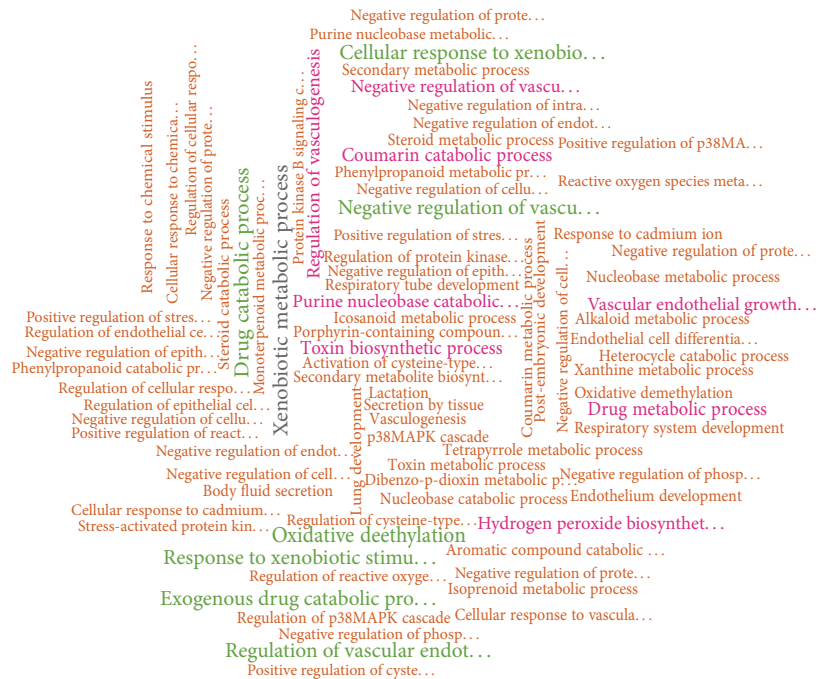 Negative regulation of prote. . .
Purine nucleobase metabolic. . .
Cellular response to xenobio. . .
Secondary metabolic process
Negative regulation of vascu. . .
Negative regulation of intra. . .
Negative regulation of endot. . .
Steroid metabolic process
Positive regulation of p38MA. . .
Coumarin catabolic process
Phenylpropanoid metabolic pr. . .
Reactive oxygen species meta. . .
Negative regulation of cellu. . .
Negative regulation of vascu. . .
Response to chemical stimulus
Cellular response to chemica. . .
Regulation of cellular respo. . .
Negative regulation of prote. . .
Steroid catabolic process
Drug catabolic process
Monoterpenoid metabolic proc. . .
Xenobiotic metabolic process
Protein kinase B signaling c. . .
Regulation of vasculogenesis
Positive regulation of stres. . .
Response to cadmium ion
Regulation of protein kinase. . .
Negative regulation of prote. . .
Negative regulation of epith. . .
Respiratory tube development
Nucleobase metabolic process
Coumarin metabolic process
Post-embryonic development
Negative regulation of cell. . .
Purine nucleobase catabolic. . .
Vascular endothelial growth. . .
Positive regulation of stres. . .
Icosanoid metabolic process
Alkaloid metabolic process
Regulation of endothelial ce. . .
Porphyrin-containing compoun. . .
Endothelial cell differentia. . .
Negative regulation of epith. . .
Toxin biosynthetic process
Heterocycle catabolic process
Phenylpropanoid catabolic pr. . .
Activation of cysteine-type. . .
Xanthine metabolic process
Secondary metabolite biosynt. . .
Regulation of cellular respo. . .
Lactation
Oxidative demethylation
Regulation of epithelial cel. . .
Secretion by tissue
Drug metabolic process
Negative regulation of cellu. . .
Vasculogenesis
Respiratory system development
Positive regulation of react. . .
p38MAPK cascade
Lung development
Negative regulation of endot. . .
Tetrapyrrole metabolic process
Toxin metabolic process
Negative regulation of cell. . .
Dibenzo-p-dioxin metabolic p. . .
Negative regulation of phosp. . .
Body fluid secretion
Nucleobase catabolic process
Endothelium development
Cellular response to cadmium. . .
Stress-activated protein kin. . .
Regulation of cysteine-type. . .
Hydrogen peroxide biosynthet. . .
Oxidative deethylation
Response to xenobiotic stimu. . .
Aromatic compound catabolic . . .
Regulation of reactive oxyge. . .
Negative regulation of prote. . .
Isoprenoid metabolic process
Exogenous drug catabolic pro. . .
Regulation of p38MAPK cascade
Cellular response to vascula. . .
Negative regulation of phosp. . .
Regulation of vascular endot. . .
Positive regulation of cyste. . .